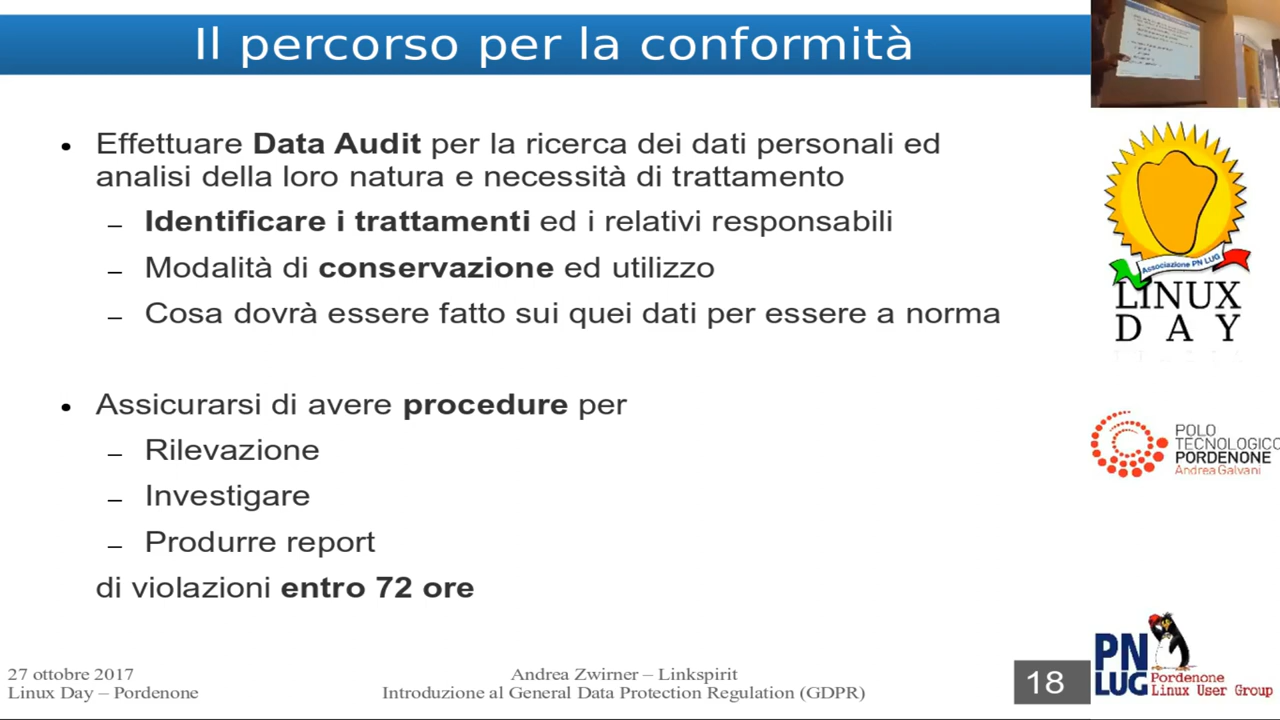 Il percorso per la conformità
• Effettuare Data Audit per la ricerca dei dati personali ed
analisi della loro natura e necessità di trattamento
– Identificare i trattamenti ed i relativi responsabili
– Modalità di conservazione ed utilizzo
– Cosa dovrà essere fatto sui quei dati per essere a norma
• Assicurarsi di avere procedure per
– Rilevazione
– Investigare
– Produrre report
di violazioni entro 72 ore
27 ottobre 2017
Linux Day – Pordenone
Andrea Zwirner – Linkspirit
Introduzione al General Data Protection Regulation (GDPR)
18
Associazione PN LUG
LINUX
DAY
POLO
TECNOLOGICO
PORDENONE
Andrea Galvani
PN
LUG
Pordenone
Linux User Group